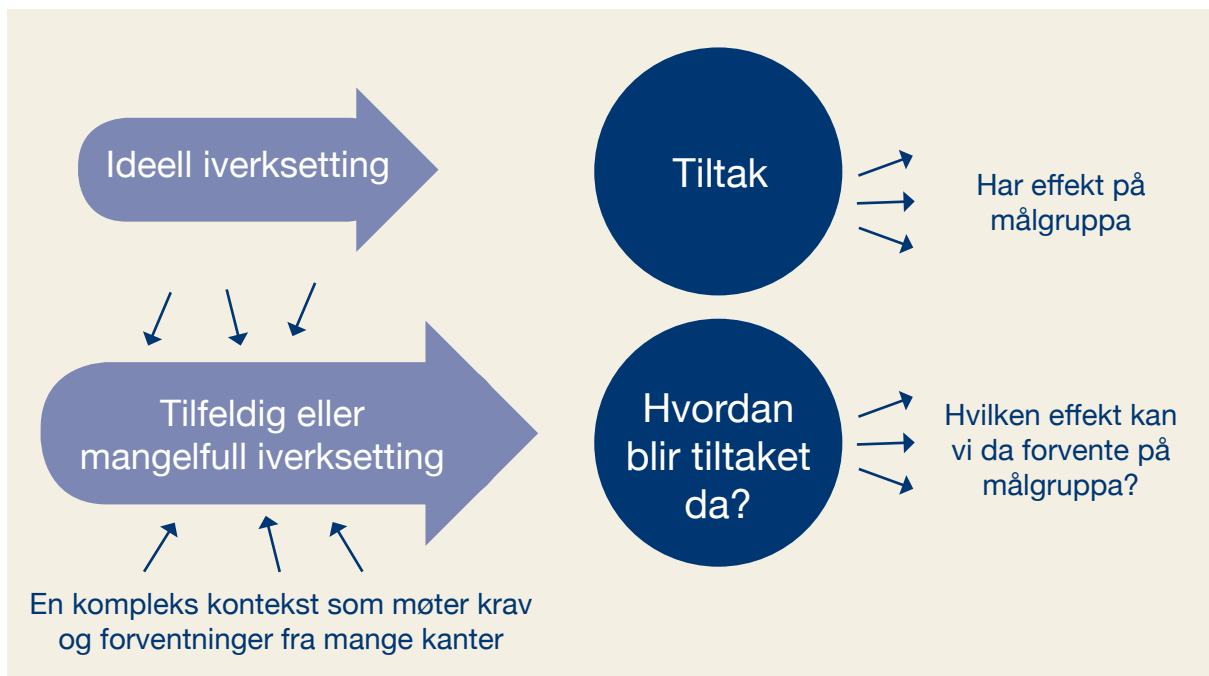 Ideell iverksetting
Tiltak
Har effekt på
målgruppa
Tilfeldig eller
mangelfull iverksetting
Hvordan
blir tiltaket
da?
Hvilken effekt kan
vi da forvente på
målgruppa?
En kompleks kontekst som møter krav
og forventninger fra mange kanter